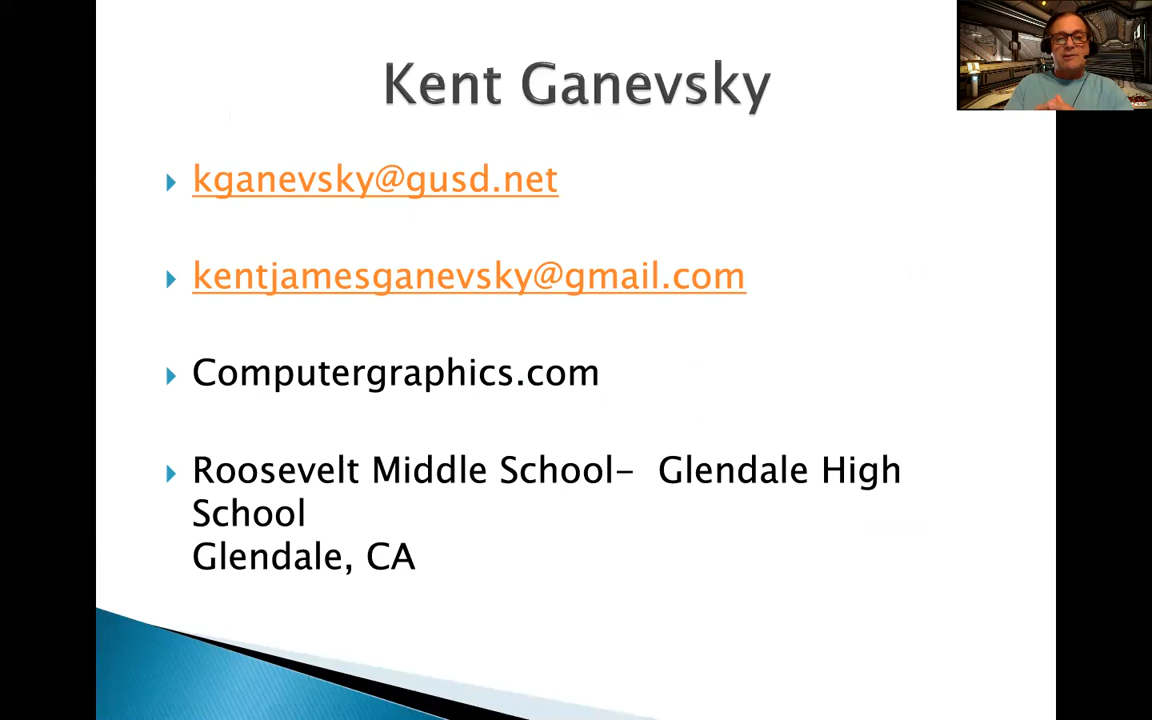 Kent Ganevsky
kganevsky@gusd.net
kentjamesganevsky@gmail.com
Computergraphics.com
Roosevelt Middle School-  Glendale High
School
Glendale, CA